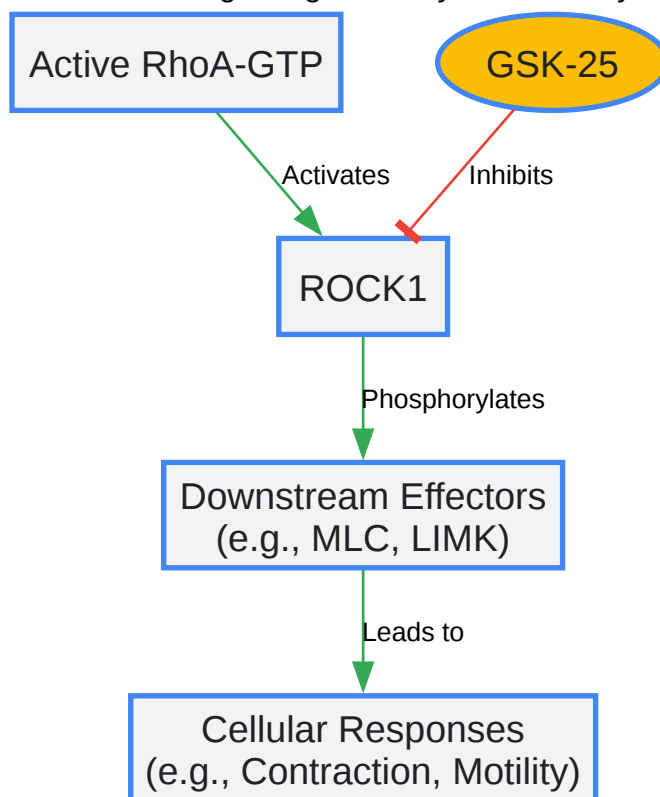 Active RhoA-GTP
GSK-25
Activates
Inhibits
ROCK1
Phosphorylates
Downstream Effectors
(e.g., MLC, LIMK)
Leads to
Cellular Responses
(e.g., Contraction, Motility)